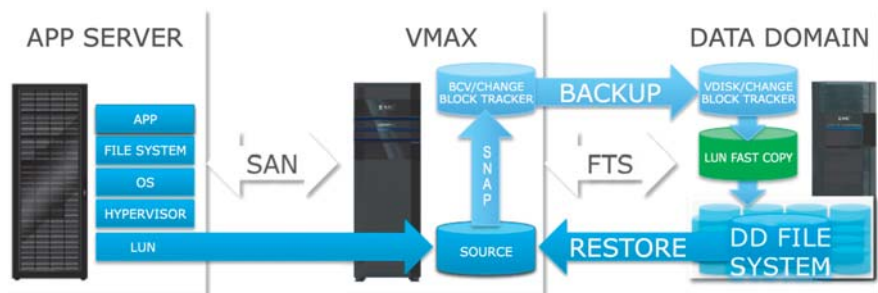 APP SERVER
VMAX
DATA DOMAIN
APP
FILE SYSTEM
OS
HYPERVISOR
LUN
SAN
BCV/CHANGE
BLOCK TRACKER
SNAP
SOURCE
BACKUP
FTS
RESTORE
VDISK/CHANGE
BLOCK TRACKER
LUN FAST COPY
DD FILE
SYSTEM